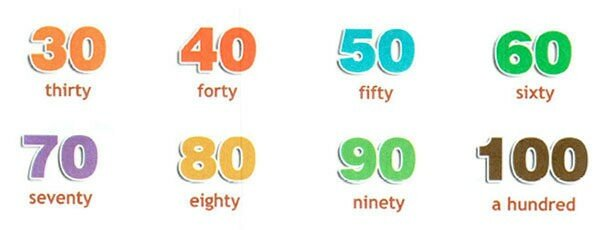 30 40 50 60
thirty forty fifty sixty
70 80 90 100
seventy eighty ninety a hundred